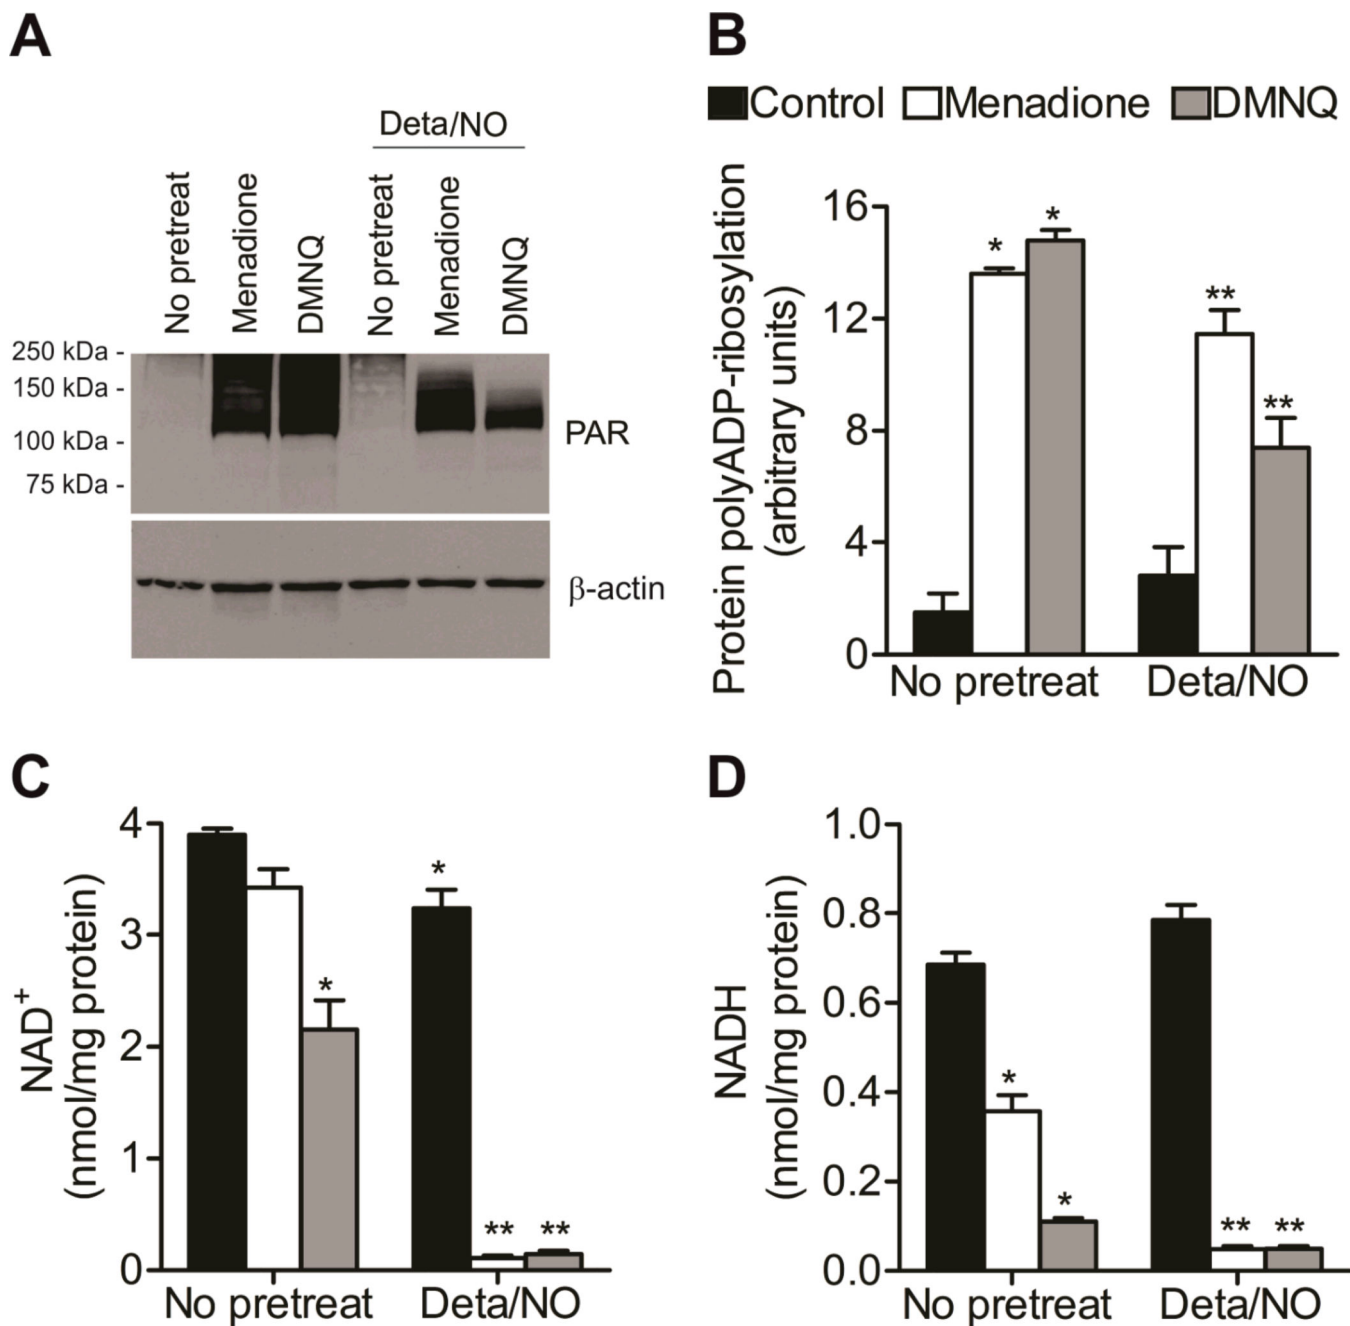 A
Deta/NO
No pretreat
Menadione
DMNQ
No pretreat
Menadione
DMNQ
250 kDa -
150 kDa -
100 kDa -
75 kDa -
PAR
β-actin
B
Control Menadione DMNQ
Protein polyADP-ribosylation
(arbitrary units)
16
12
8
4
0
*
*
**
**
No pretreat Deta/NO
C
NAD⁺
(nmol/mg protein)
4
3
2
1
0
*
*
** **
No pretreat Deta/NO
D
NADH
(nmol/mg protein)
1.0
0.8
0.6
0.4
0.2
0.0
*
*
** **
No pretreat Deta/NO